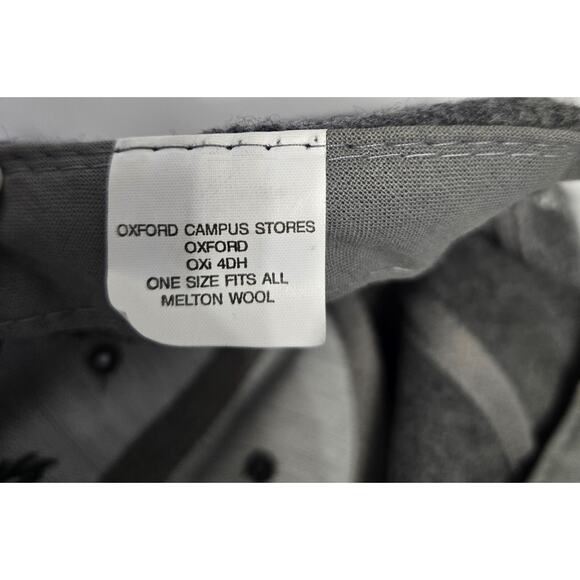 OXFORD CAMPUS STORES
OXFORD
OXi 4DH
ONE SIZE FITS ALL
MELTON WOOL